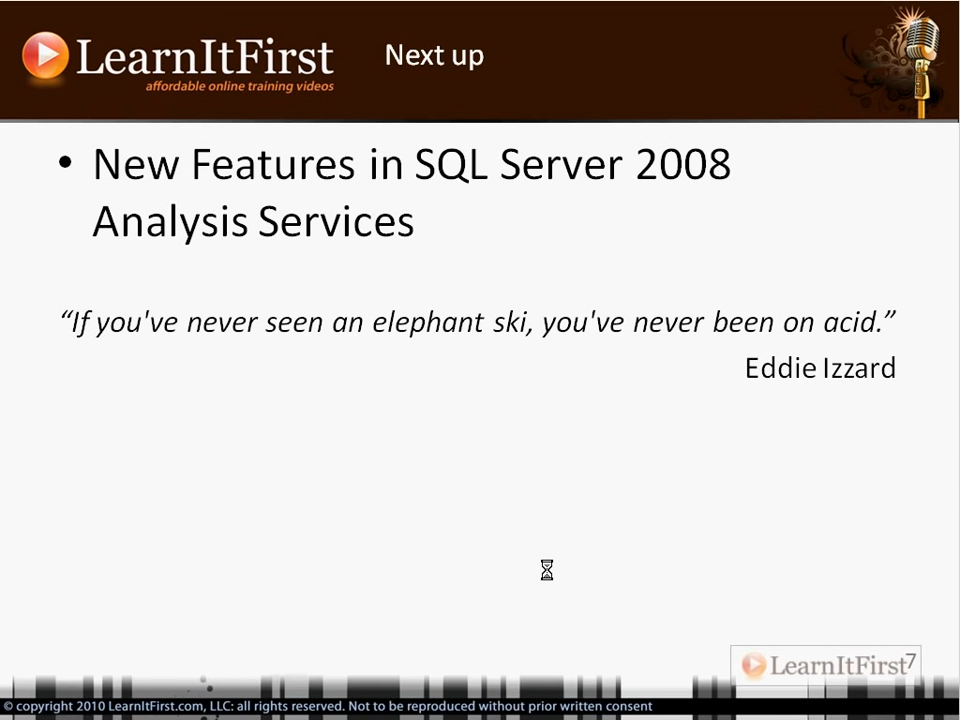 LearnItFirst
affordable online training videos
Next up
• New Features in SQL Server 2008
Analysis Services
“If you've never seen an elephant ski, you've never been on acid.”
Eddie Izzard
LearnItFirst
7
© copyright 2010 LearnItFirst.com, LLC: all rights reserved. Not to be reproduced without prior written consent